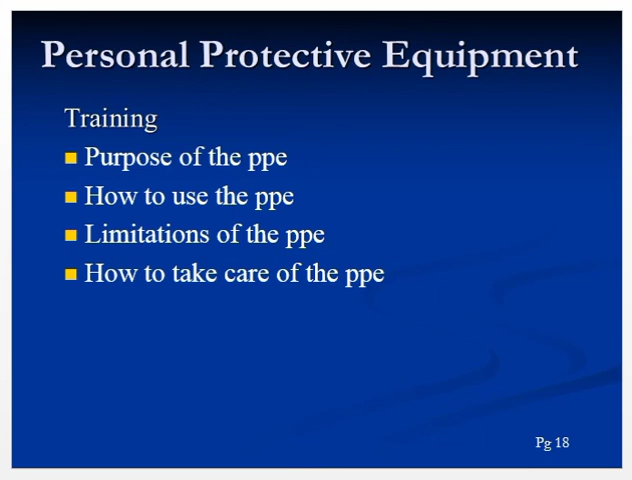 Personal Protective Equipment
Training
Purpose of the ppe
How to use the ppe
Limitations of the ppe
How to take care of the ppe
Pg 18